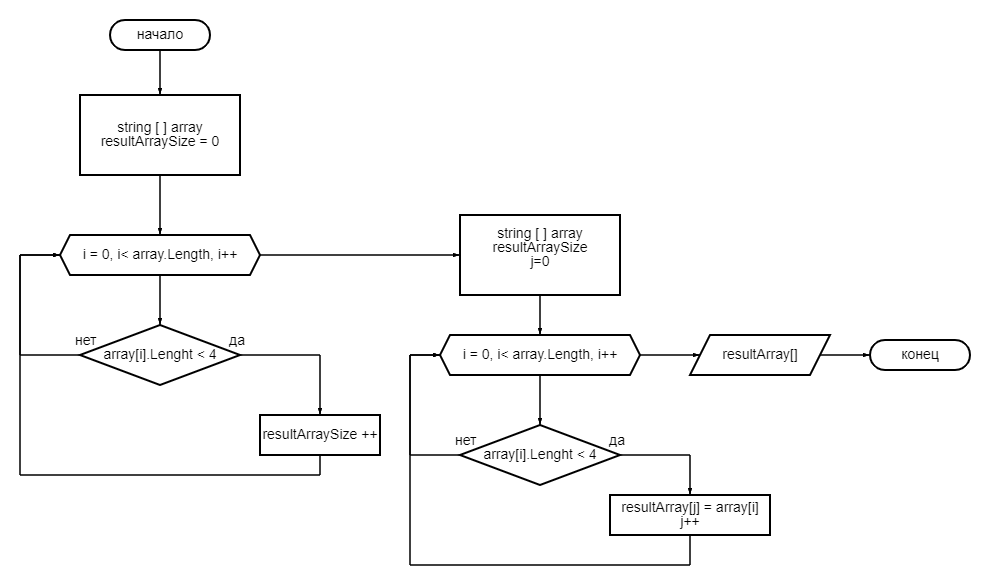 начало
string [ ] array
resultArraySize = 0
i = 0, i< array.Length, i++
нет
да
array[i].Lenght < 4
resultArraySize ++
string [ ] array
resultArraySize
j=0
i = 0, i< array.Length, i++
resultArray[]
конец
нет
да
array[i].Lenght < 4
resultArray[j] = array[i]
j++